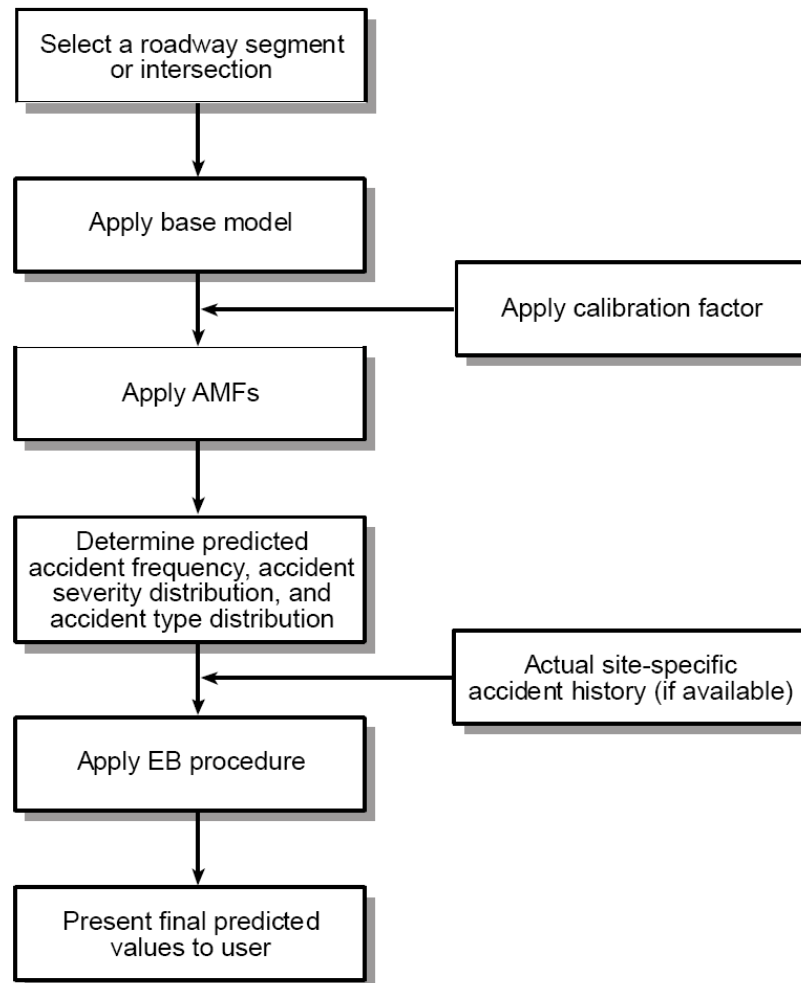 Select a roadway segment
or intersection
Apply base model
Apply calibration factor
Apply AMFs
Determine predicted
accident frequency, accident
severity distribution, and
accident type distribution
Actual site-specific
accident history (if available)
Apply EB procedure
Present final predicted
values to user